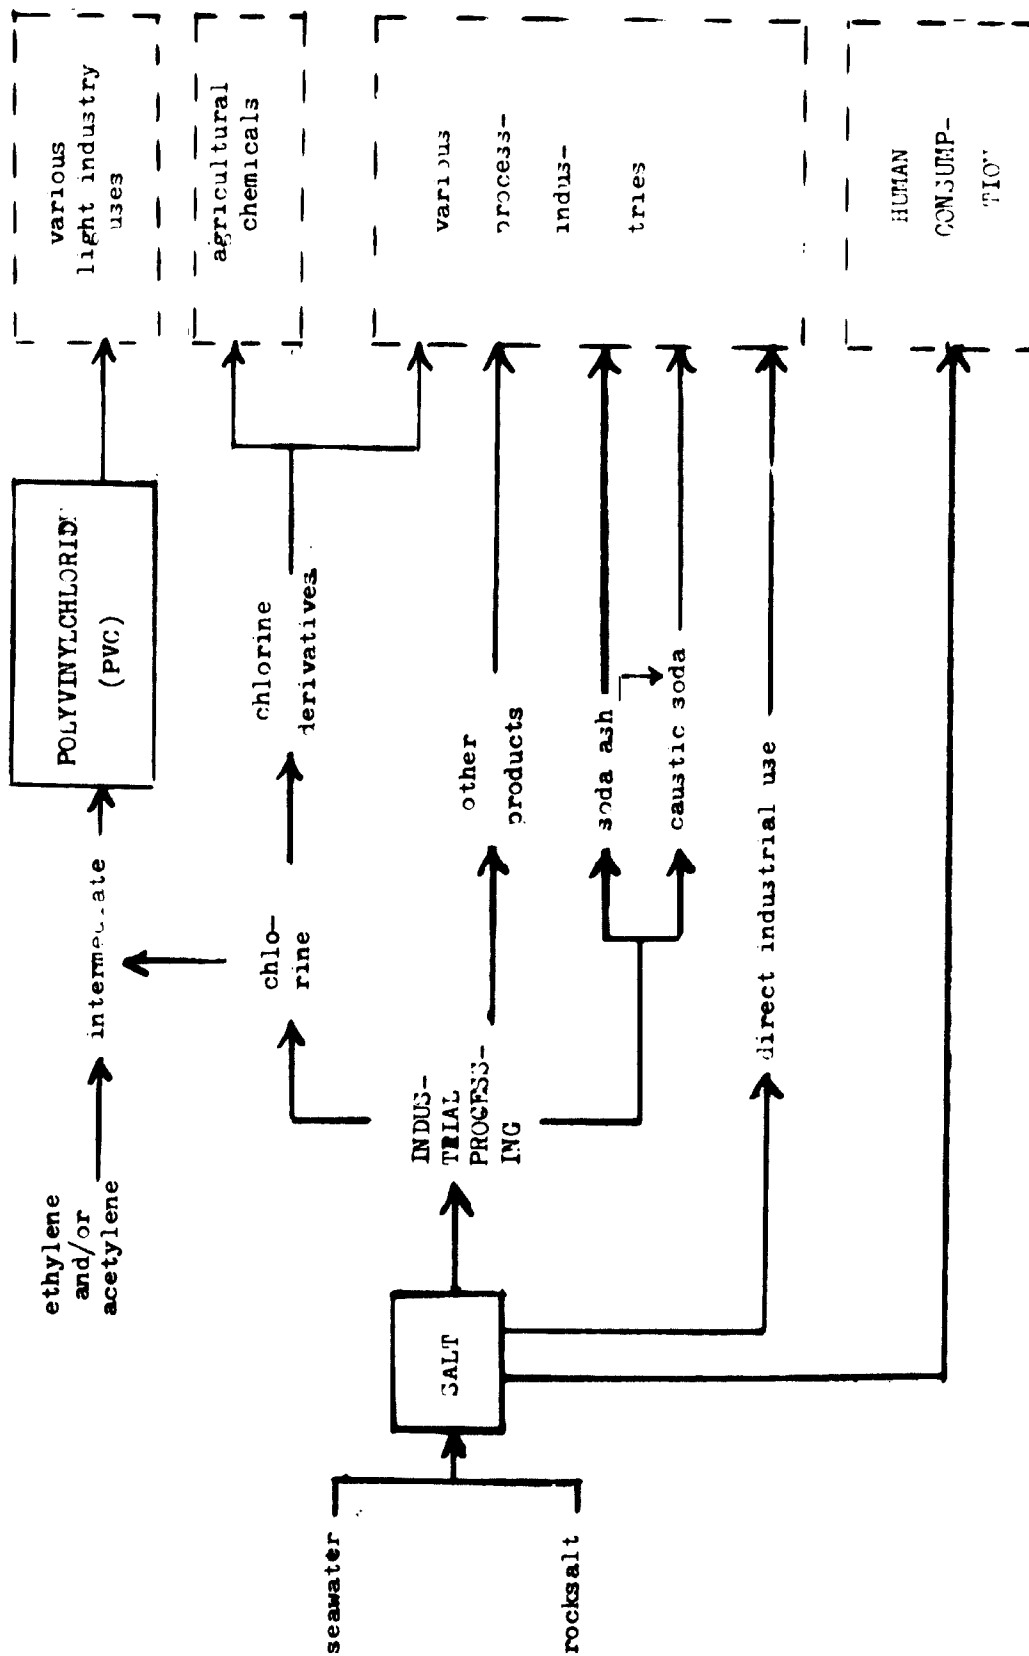 various
light industry
uses
agricultural
chemicals
various
process-
indus-
tries
HUMAN
CONSUMP-
TION
POLYVINYLCHLORIDE
(PVC)
chlorine
derivatives
other
products
soda ash
caustic soda
direct industrial use
intermediate
chlo-
rine
INDUS-
TRIAL
PROCESS-
ING
ethylene
and/or
acetylene
SALT
seawater
rocksalt